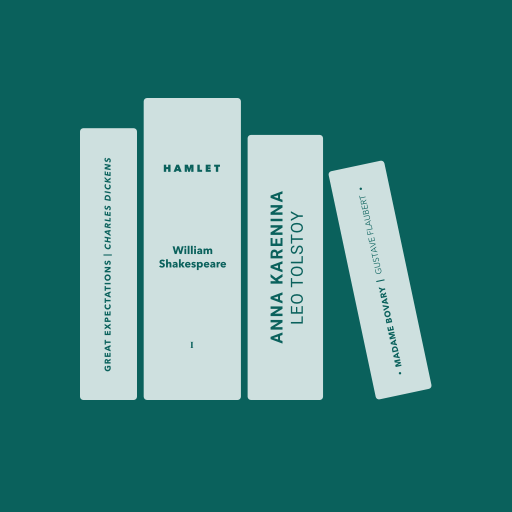 GREAT EXPECTATIONS | CHARLES DICKENS
HAMLET
William
Shakespeare
I
ANNA KARENINA
LEO TOLSTOY
• MADAME BOVARY | GUSTAVE FLAUBERT •